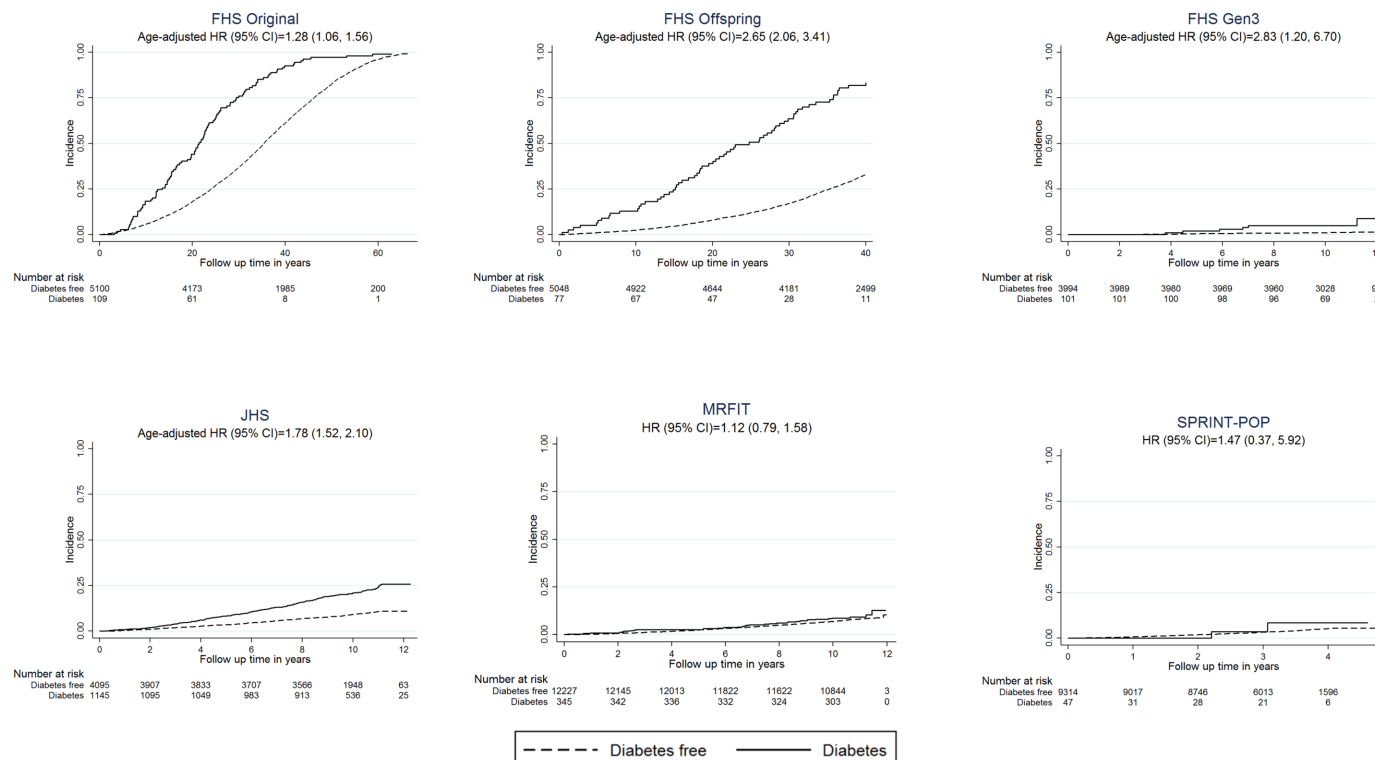 FHS Original
Age-adjusted HR (95% CI)=1.28 (1.06, 1.56)
1.00
0.75
0.50
0.25
0.00
Incidence
0 20 40 60
Follow up time in years
Number at risk
Diabetes free 5100 4173 1985 200
Diabetes 109 61 8 1
FHS Offspring
Age-adjusted HR (95% CI)=2.65 (2.06, 3.41)
1.00
0.75
0.50
0.25
0.00
Incidence
0 10 20 30 40
Follow up time in years
Number at risk
Diabetes free 5048 4922 4644 4181 2499
Diabetes 77 67 47 28 11
FHS Gen3
Age-adjusted HR (95% CI)=2.83 (1.20, 6.70)
1.00
0.75
0.50
0.25
0.00
Incidence
0 2 4 6 8 10
Follow up time in years
Number at risk
Diabetes free 3994 3989 3980 3969 3960 3028
Diabetes 101 101 100 98 96 69
JHS
Age-adjusted HR (95% CI)=1.78 (1.52, 2.10)
1.00
0.75
0.50
0.25
0.00
Incidence
0 2 4 6 8 10 12
Follow up time in years
Number at risk
Diabetes free 4095 3907 3833 3707 3566 1948 63
Diabetes 1145 1095 1049 983 913 536 25
MRFIT
HR (95% CI)=1.12 (0.79, 1.58)
1.00
0.75
0.50
0.25
0.00
Incidence
0 2 4 6 8 10 12
Follow up time in years
Number at risk
Diabetes free 12227 12145 12013 11822 11622 10844 3
Diabetes 345 342 336 332 324 303 0
SPRINT-POP
HR (95% CI)=1.47 (0.37, 5.92)
1.00
0.75
0.50
0.25
0.00
Incidence
0 1 2 3 4
Follow up time in years
Number at risk
Diabetes free 9314 9017 8746 6013 1596
Diabetes 47 31 28 21 6
Diabetes free Diabetes